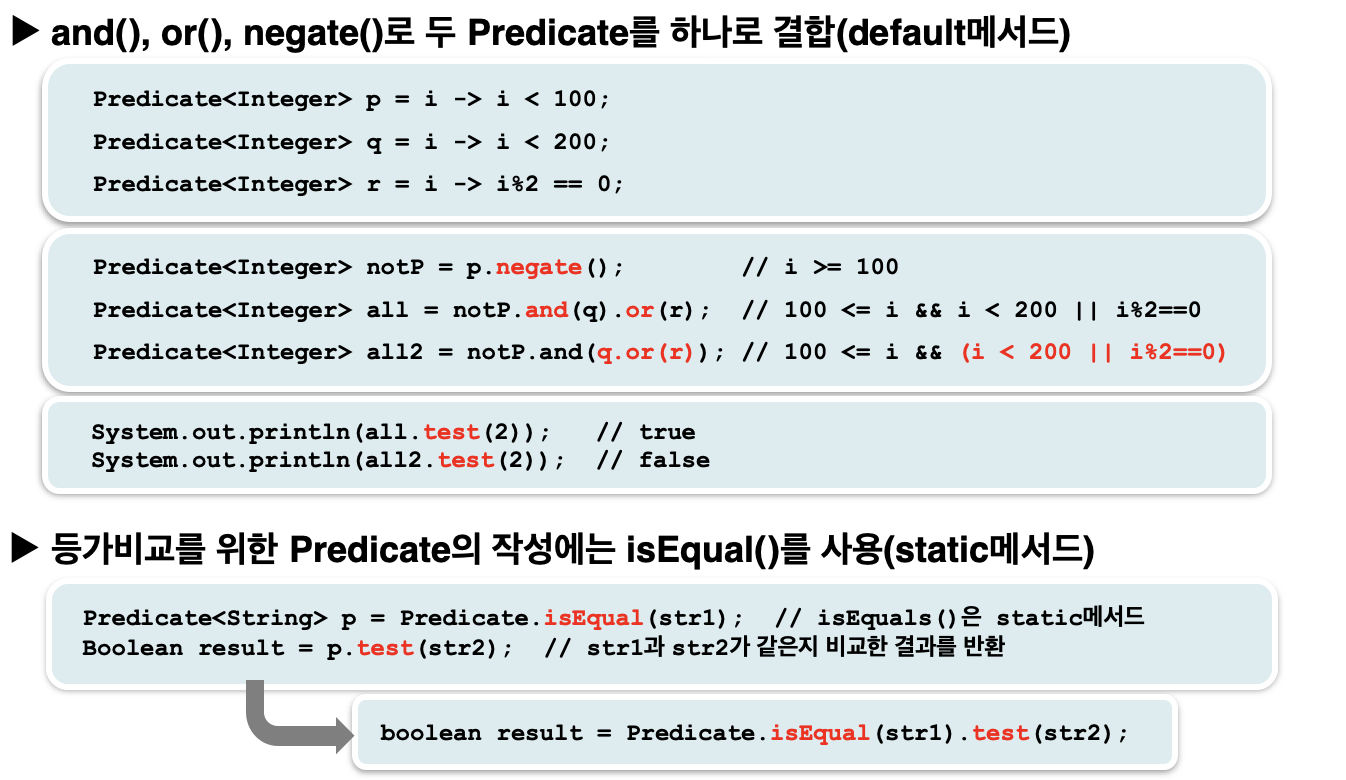 ▶ and(), or(), negate()로 두 Predicate를 하나로 결합(default메서드)
Predicate<Integer> p = i -> i < 100;
Predicate<Integer> q = i -> i < 200;
Predicate<Integer> r = i -> i%2 == 0;
Predicate<Integer> notP = p.negate();        // i >= 100
Predicate<Integer> all = notP.and(q).or(r);  // 100 <= i && i < 200 || i%2==0
Predicate<Integer> all2 = notP.and(q.or(r)); // 100 <= i && (i < 200 || i%2==0)
System.out.println(all.test(2));   // true
System.out.println(all2.test(2));  // false
▶ 등가비교를 위한 Predicate의 작성에는 isEqual()를 사용(static메서드)
Predicate<String> p = Predicate.isEqual(str1);  // isEquals()은 static메서드
Boolean result = p.test(str2);  // str1과 str2가 같은지 비교한 결과를 반환
boolean result = Predicate.isEqual(str1).test(str2);